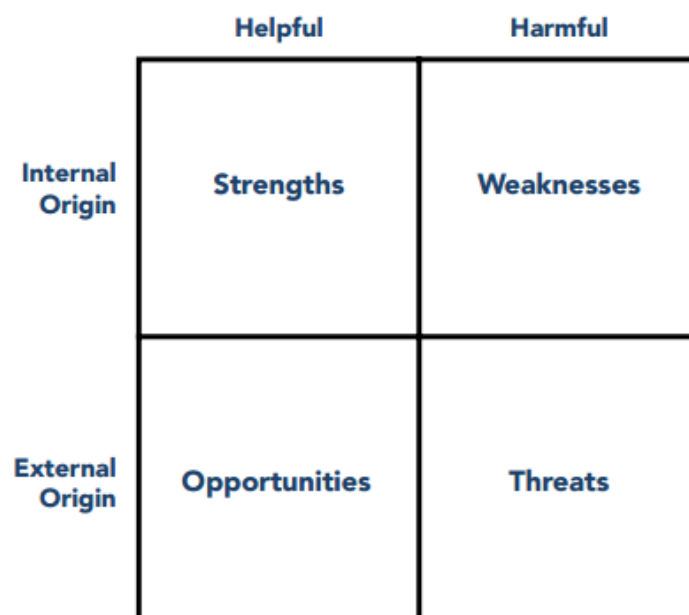 Helpful Harmful
Internal
Origin
Strengths Weaknesses
External
Origin
Opportunities Threats